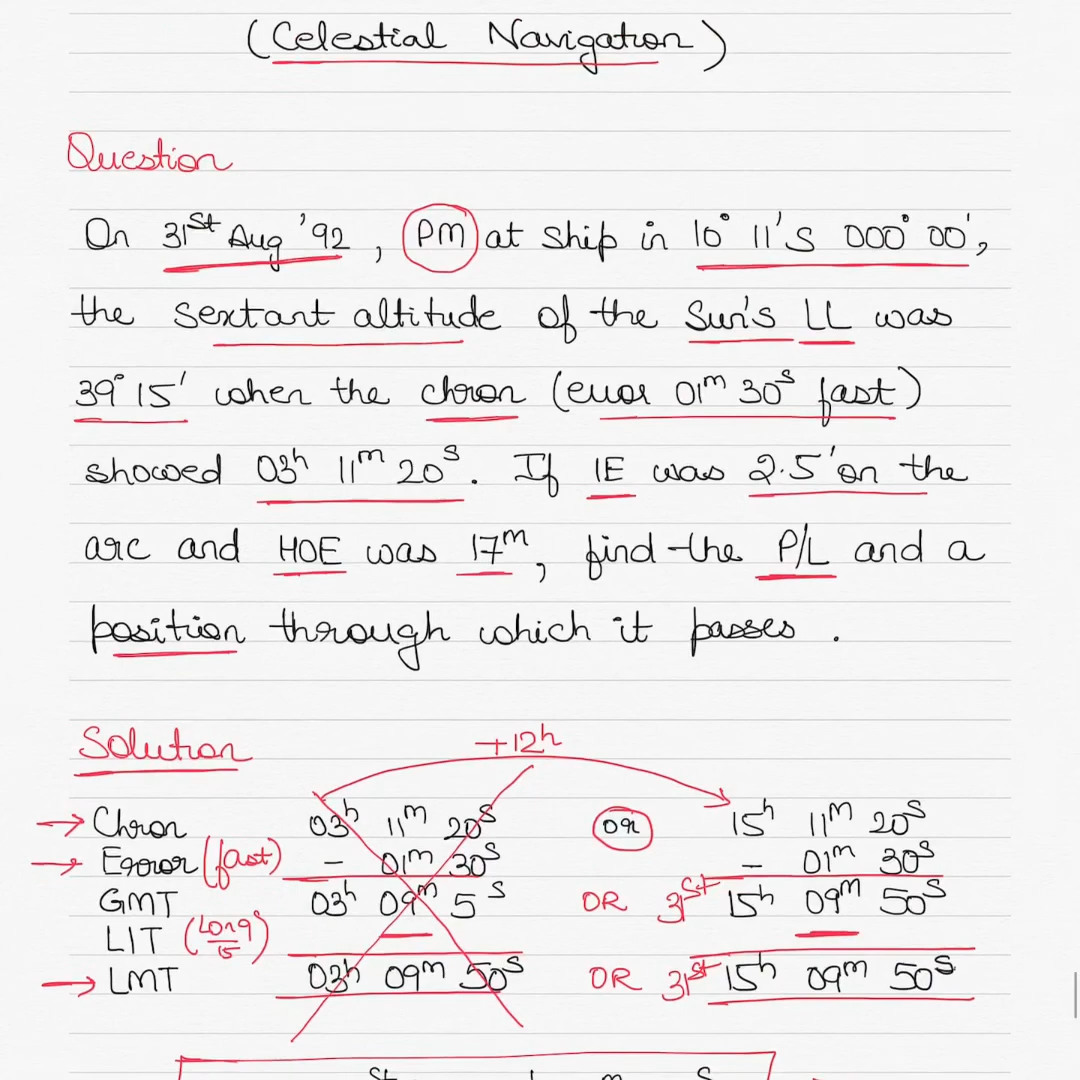 (Celestial Navigation)
Question
On 31st Aug '92, PM at ship in 10° 11's 000° 00',
the sextant altitude of the Sun's LL was
39° 15' when the chron (error 01m 30s fast)
showed 03h 11m 20s. If IE was 2.5' on the
arc and HOE was 17m, find the P/L and a
position through which it passes.
Solution
+12h
Chron 03h 11m 20s OR 15h 11m 20s
Error (fast) - 01m 30s - 01m 30s
GMT 03h 09m 5s OR 31st 15h 09m 50s
LIT (Long/15)
LMT 03h 09m 50s OR 31st 15h 09m 50s